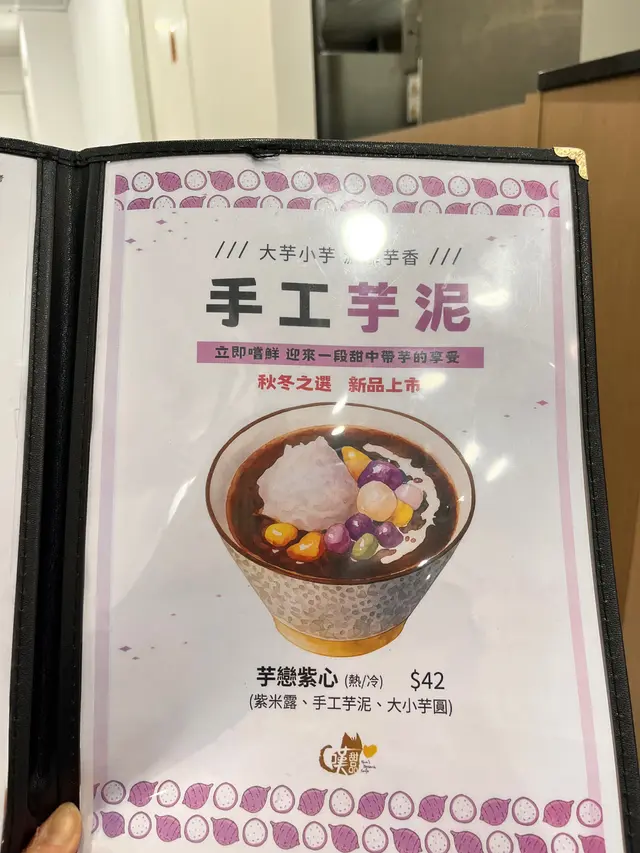 /// 大芋小芋 芋香 ///
手工芋泥
立即嚐鮮 迎來一段甜中帶芋的享受
秋冬之選 新品上市
芋戀紫心 (熱/冷) $42
(紫米露、手工芋泥、大小芋圓)